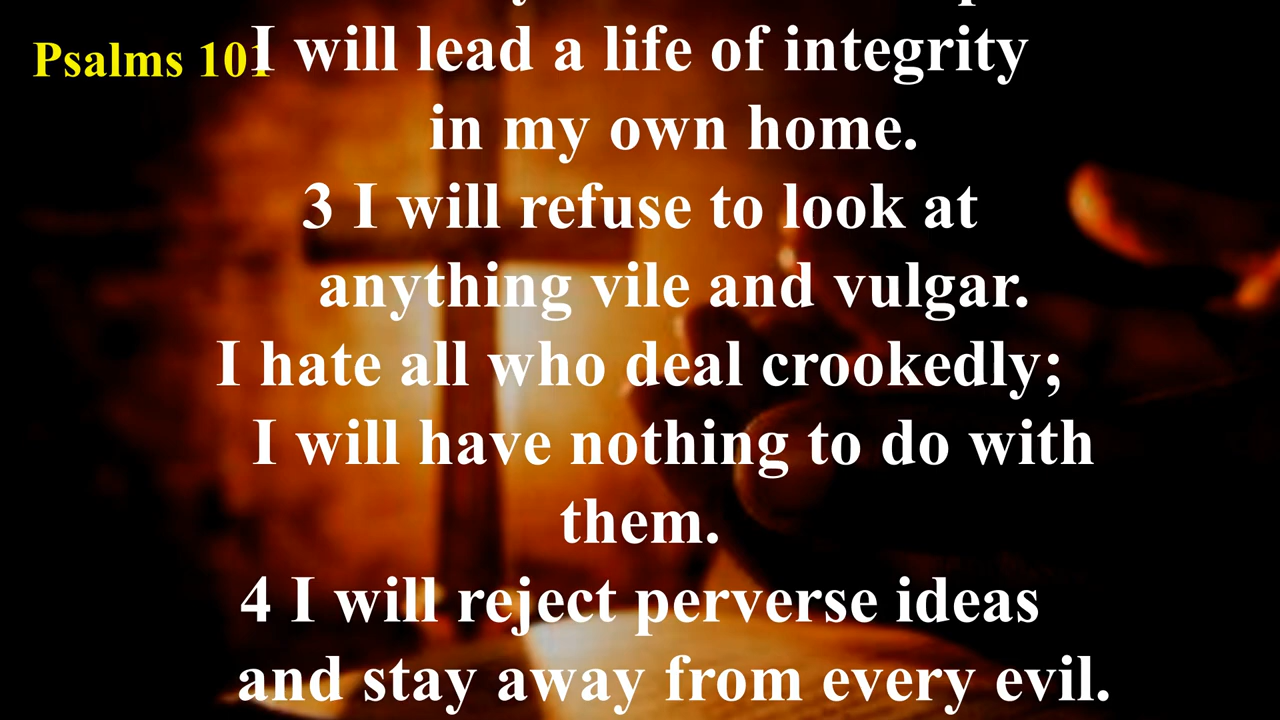 Psalms 101
I will lead a life of integrity
in my own home.
3 I will refuse to look at
anything vile and vulgar.
I hate all who deal crookedly;
I will have nothing to do with
them.
4 I will reject perverse ideas
and stay away from every evil.